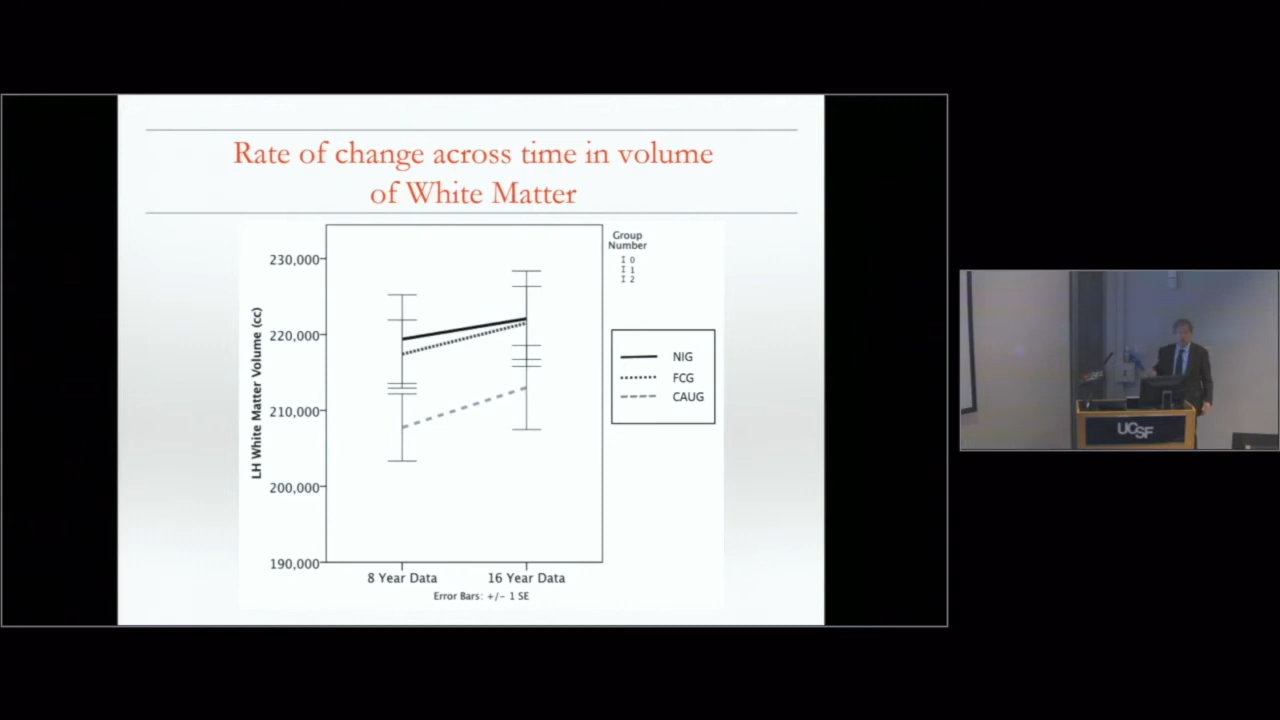 Rate of change across time in volume
of White Matter
Group
Number
0
1
2
230,000
220,000
210,000
200,000
190,000
LH White Matter Volume (cc)
NIG
FCG
CAUG
8 Year Data
16 Year Data
Error Bars: +/- 1 SE
UCSF